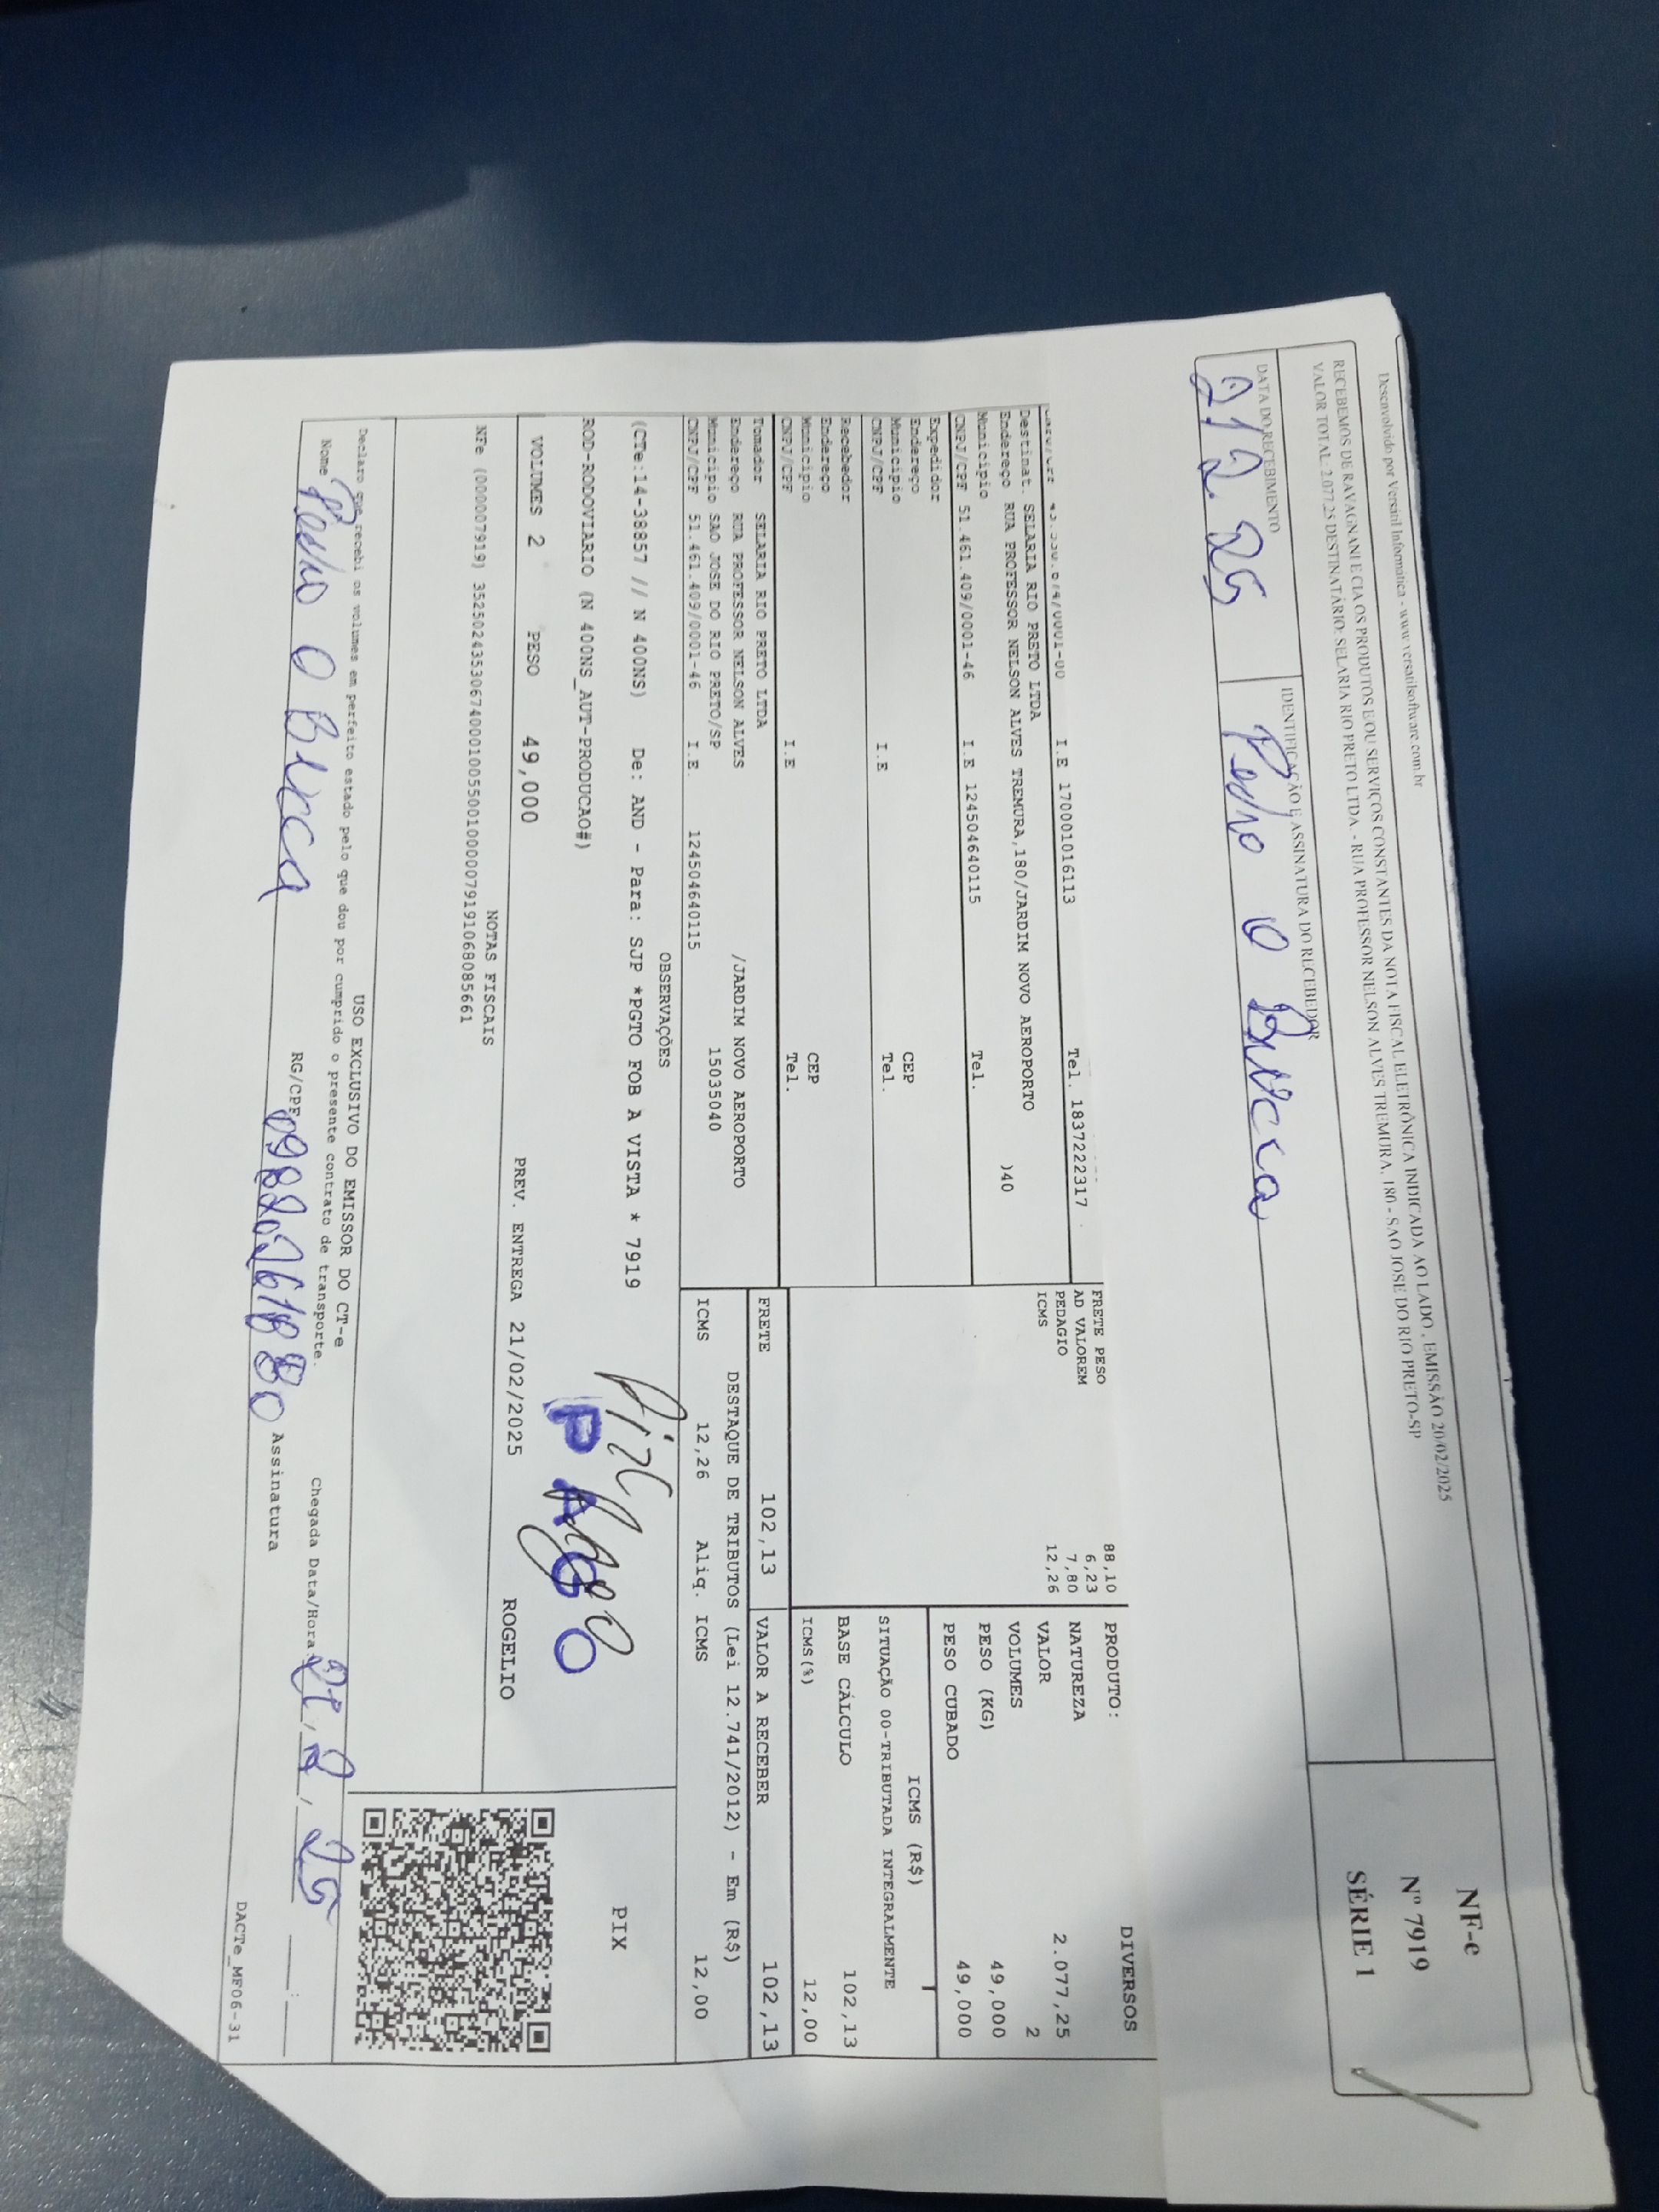 Desenvolvido por Versátil Informática - www.versatilsoftware.com.br
RECEBEMOS DE RAVAGNANI E CIA OS PRODUTOS E/OU SERVIÇOS CONSTANTES DA NOTA FISCAL ELETRÔNICA INDICADA AO LADO . EMISSÃO 20/02/2025
VALOR TOTAL: 2.077,25 DESTINATÁRIO: SELARIA RIO PRETO LTDA - RUA PROFESSOR NELSON ALVES TREMURA, 180 - SAO JOSE DO RIO PRETO-SP
NF-e
Nº 7919
SÉRIE 1
DATA DO RECEBIMENTO
IDENTIFICAÇÃO E ASSINATURA DO RECEBEDOR
21 2 25 Pedro O
I.E 170001016113 Tel. 1837222317
Destinat. SELARIA RIO PRETO LTDA
Endereço RUA PROFESSOR NELSON ALVES TREMURA,180/JARDIM NOVO AEROPORTO )40
Município
CNPJ/CPF 51.461.409/0001-46 I.E 124504640115 Tel.
Expedidor
Endereço CEP
Município Tel.
CNPJ/CPF I.E
Recebedor
Endereço CEP
Município Tel.
CNPJ/CPF I.E
Tomador SELARIA RIO PRETO LTDA
Endereço RUA PROFESSOR NELSON ALVES /JARDIM NOVO AEROPORTO
Município SAO JOSE DO RIO PRETO/SP 15035040
CNPJ/CPF 51.461.409/0001-46 I.E. 124504640115
FRETE PESO 88,10
AD VALOREM 6,23
PEDAGIO 7,80
ICMS 12,26
PRODUTO: DIVERSOS
NATUREZA
VALOR 2.077,25
VOLUMES 2
PESO (KG) 49,000
PESO CUBADO 49,000
ICMS (R$)
SITUAÇÃO 00-TRIBUTADA INTEGRALMENTE
BASE CÁLCULO 102,13
ICMS(%) 12,00
FRETE 102,13 VALOR A RECEBER 102,13
DESTAQUE DE TRIBUTOS (Lei 12.741/2012) - Em (R$)
ICMS 12,26 Aliq. ICMS 12,00
OBSERVAÇÕES
(CTe:14-38857 // N 400NS) De: AND - Para: SJP *PGTO FOB A VISTA * 7919
ROD-RODOVIARIO (N 400NS_AUT-PRODUCAO#)
Pix Pago
PAGO
PIX
VOLUMES 2 PESO 49,000 PREV. ENTREGA 21/02/2025 ROGELIO
NOTAS FISCAIS
NFe (000007919) 35250243530674000100550010000079191068085661
USO EXCLUSIVO DO EMISSOR DO CT-e
Declaro que recebi os volumes em perfeito estado pelo que dou por cumprido o presente contrato de transporte.
Chegada Data/Hora 21, 2, 25 __:__
Nome Pedro O RG/CPF Assinatura
DACTe_MF06-31